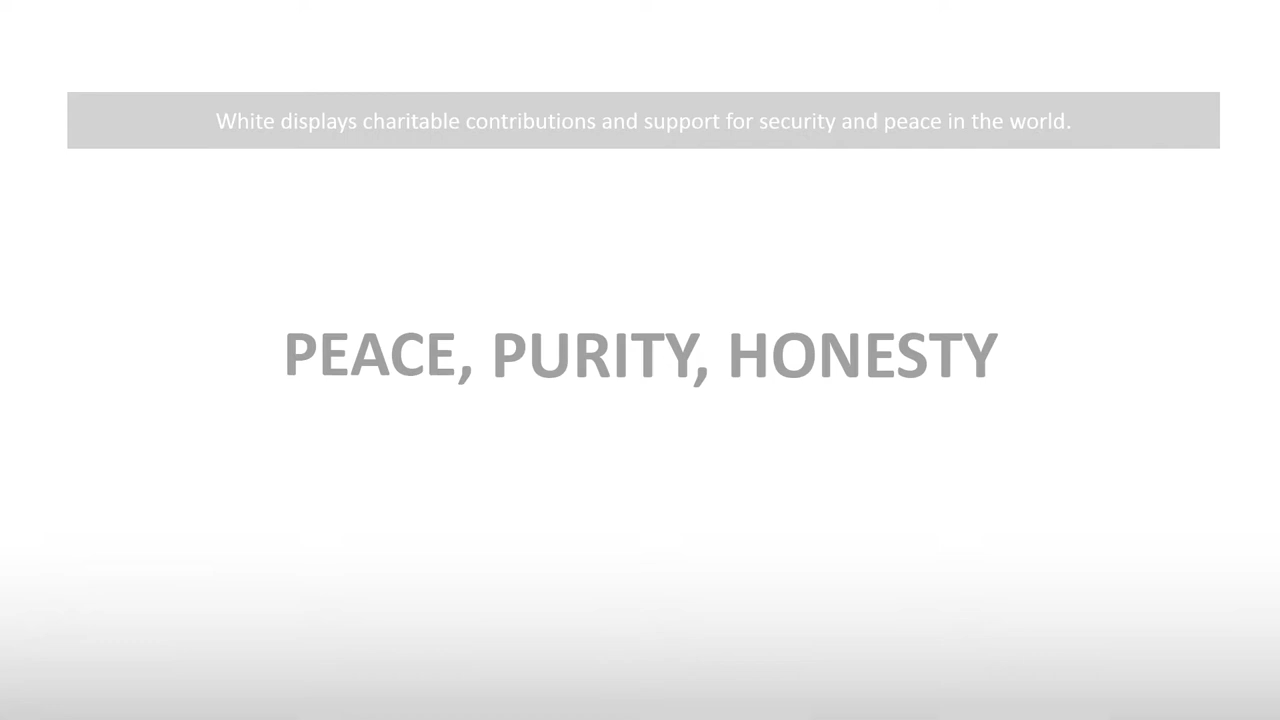 White displays charitable contributions and support for security and peace in the world.
PEACE, PURITY, HONESTY